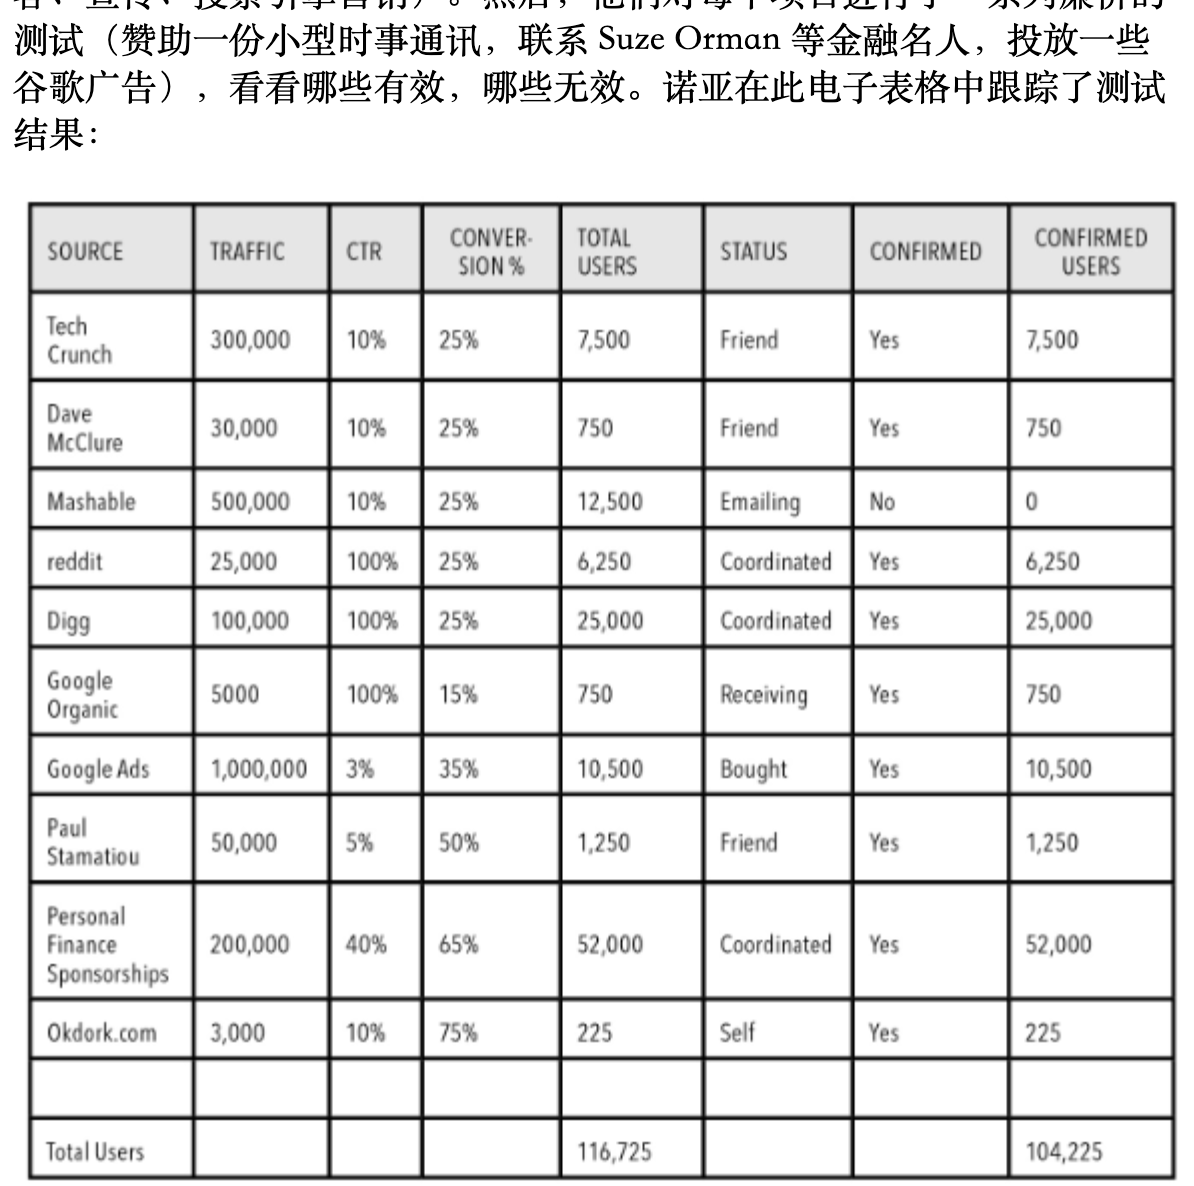 测试（赞助一份小型时事通讯，联系 Suze Orman 等金融名人，投放一些
谷歌广告），看看哪些有效，哪些无效。诺亚在此电子表格中跟踪了测试
结果：
SOURCE TRAFFIC CTR CONVER-SION % TOTAL USERS STATUS CONFIRMED CONFIRMED USERS
Tech Crunch 300,000 10% 25% 7,500 Friend Yes 7,500
Dave McClure 30,000 10% 25% 750 Friend Yes 750
Mashable 500,000 10% 25% 12,500 Emailing No 0
reddit 25,000 100% 25% 6,250 Coordinated Yes 6,250
Digg 100,000 100% 25% 25,000 Coordinated Yes 25,000
Google Organic 5000 100% 15% 750 Receiving Yes 750
Google Ads 1,000,000 3% 35% 10,500 Bought Yes 10,500
Paul Stamatiou 50,000 5% 50% 1,250 Friend Yes 1,250
Personal Finance Sponsorships 200,000 40% 65% 52,000 Coordinated Yes 52,000
Okdork.com 3,000 10% 75% 225 Self Yes 225
Total Users 116,725 104,225